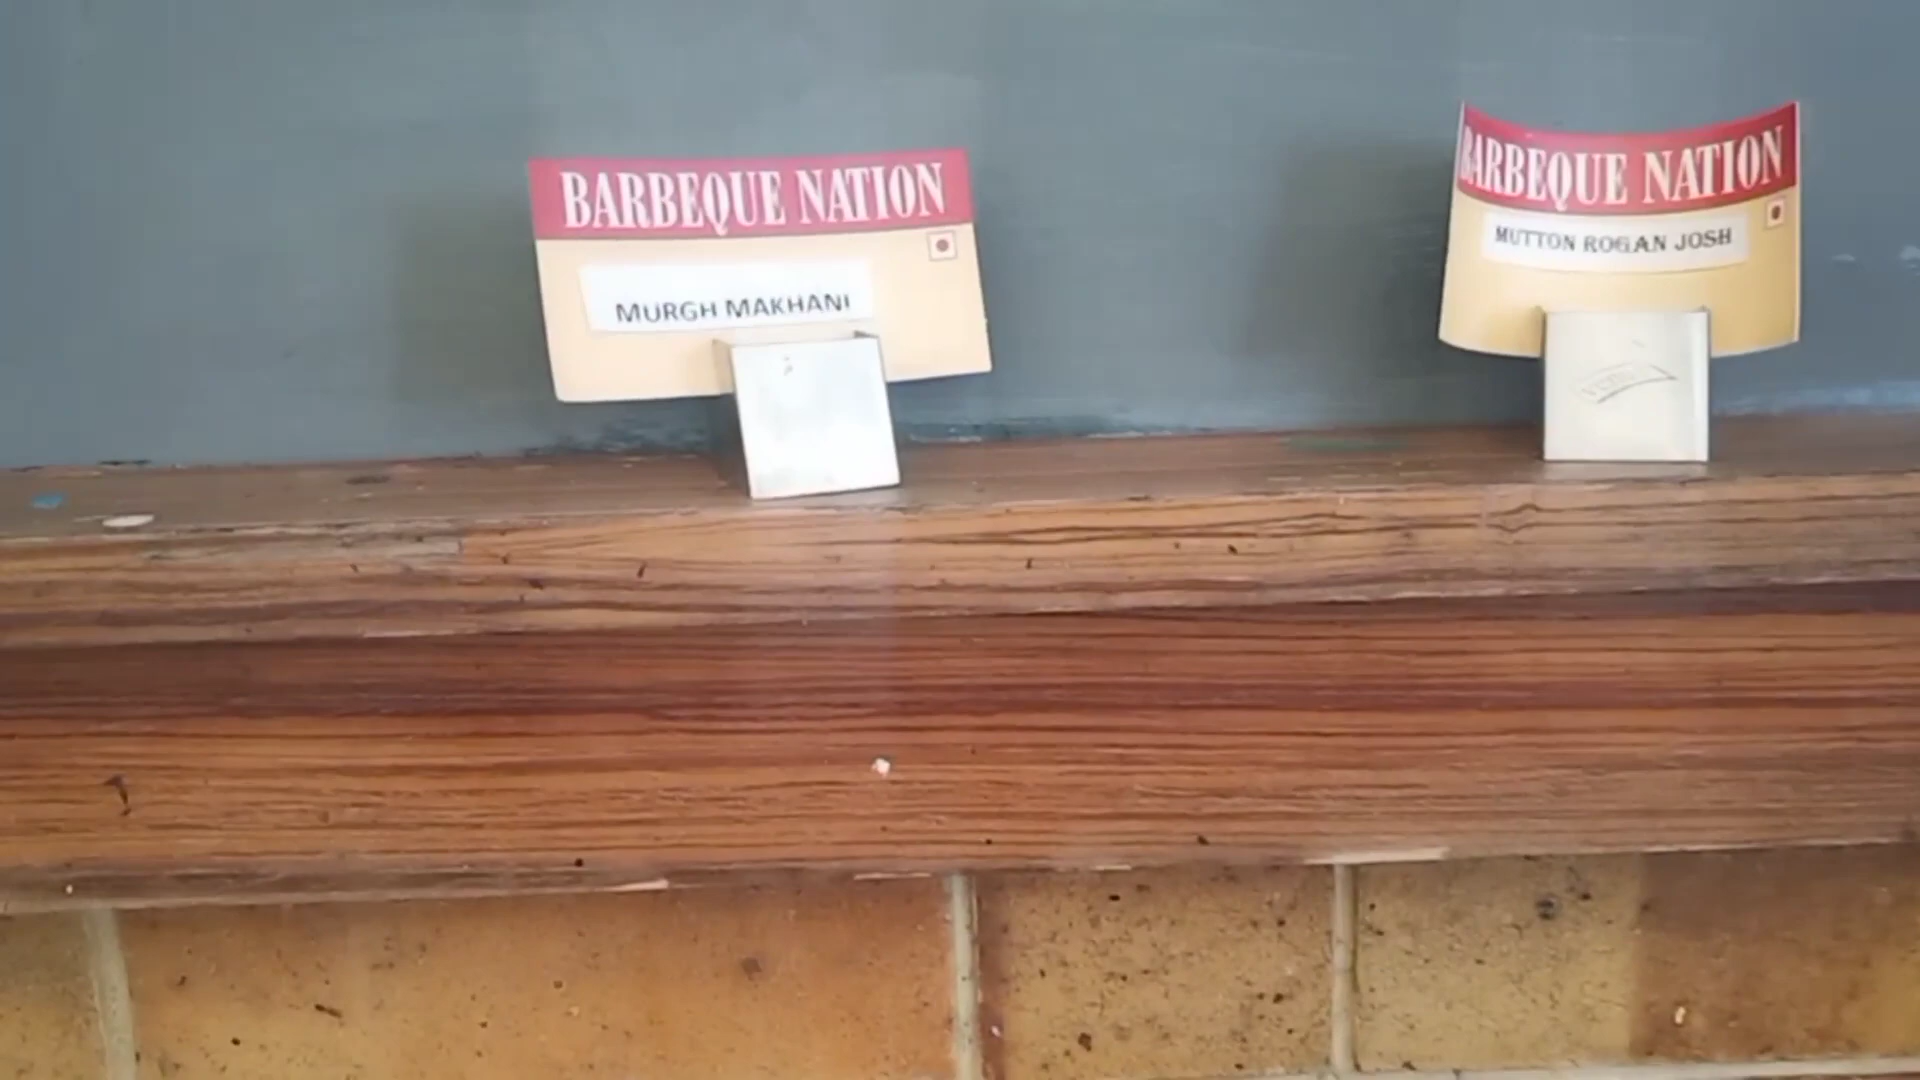 BARBEQUE NATION
MURGH MAKHANI
BARBEQUE NATION
MUTTON ROGAN JOSH